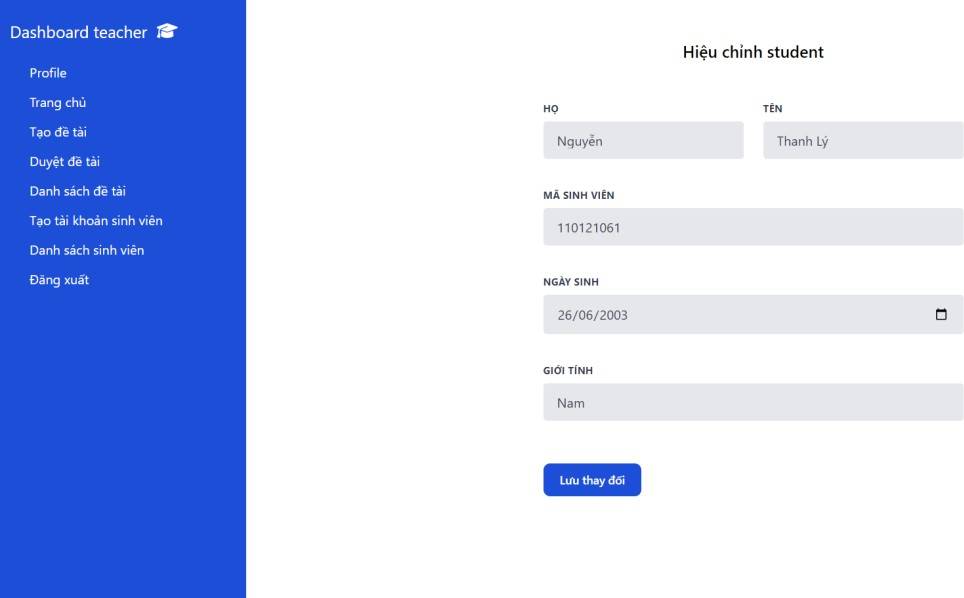 Dashboard teacher
Profile
Trang chủ
Tạo đề tài
Duyệt đề tài
Danh sách đề tài
Tạo tài khoản sinh viên
Danh sách sinh viên
Đăng xuất
Hiệu chỉnh student
HỌ
TÊN
Nguyễn
Thanh Lý
MÃ SINH VIÊN
110121061
NGÀY SINH
26/06/2003
GIỚI TÍNH
Nam
Lưu thay đổi